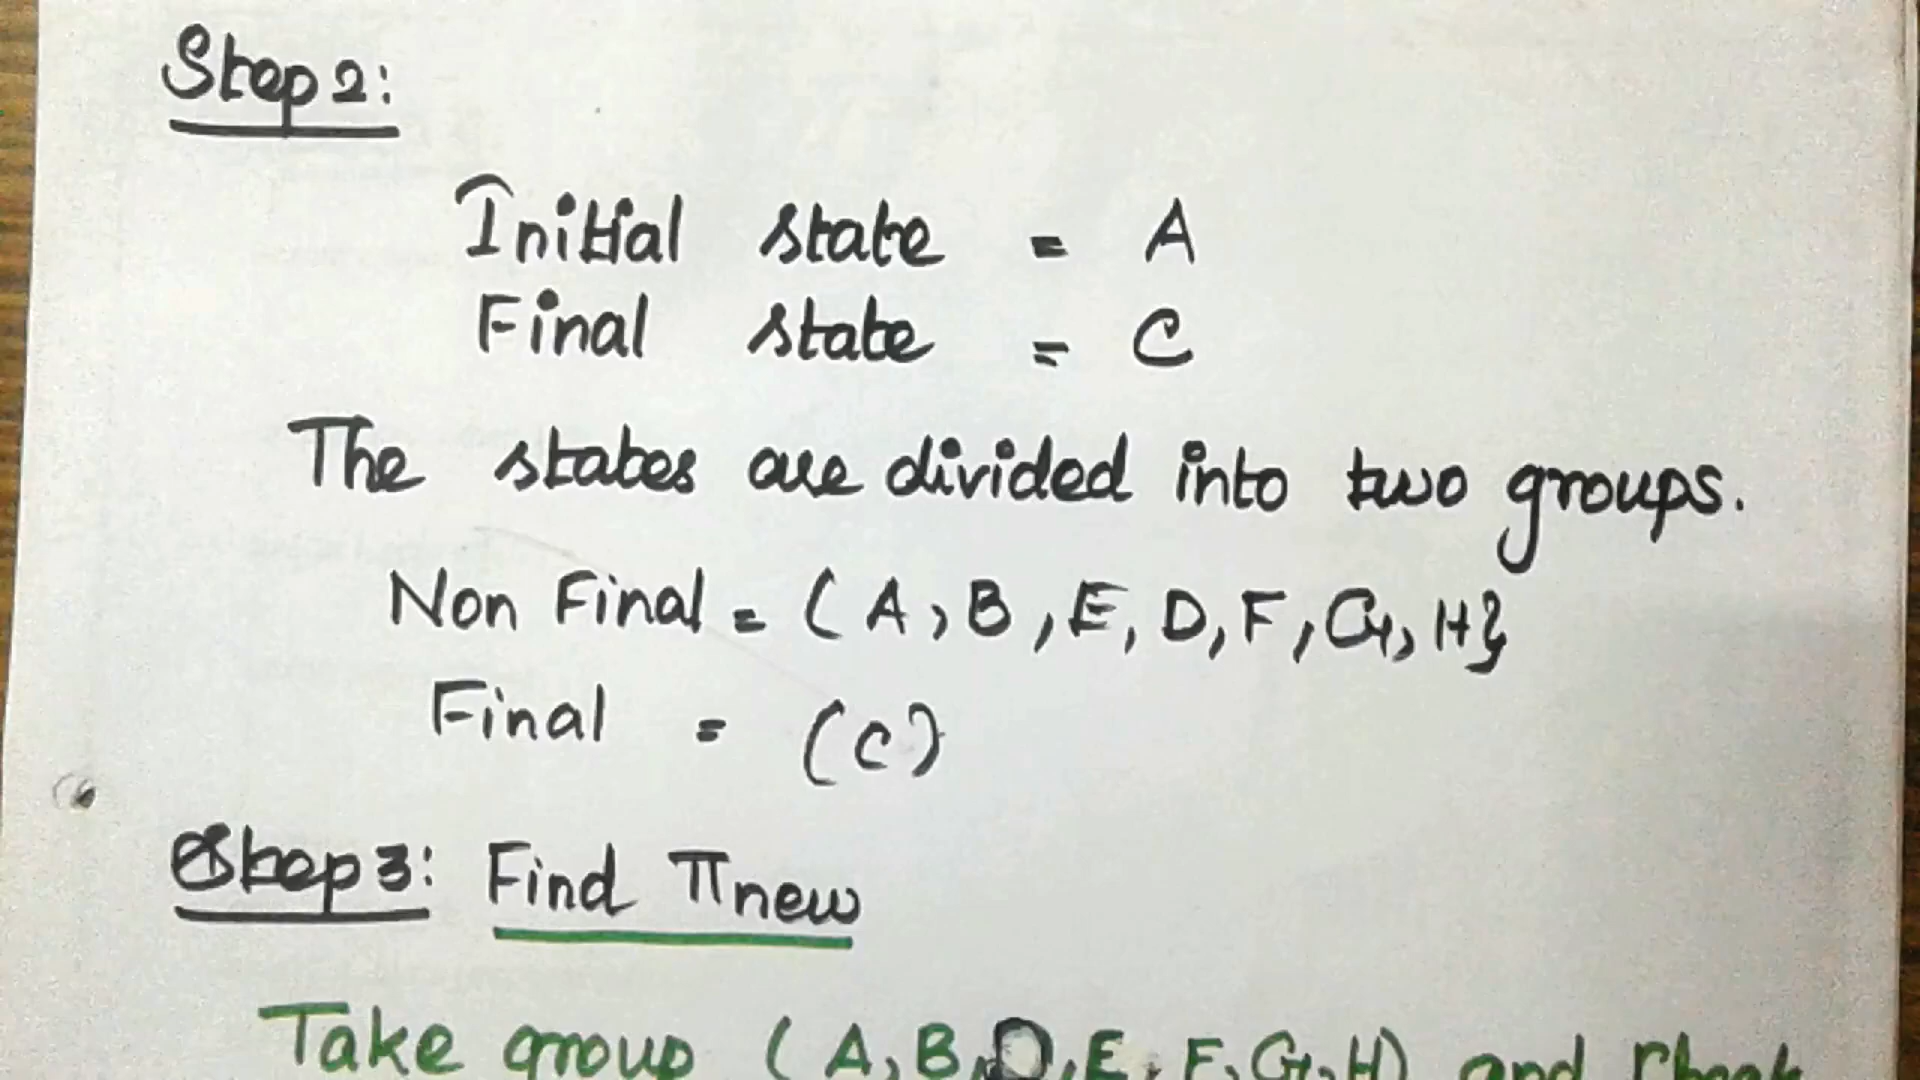 Step 2:
Initial state = A
Final state = C
The states are divided into two groups.
Non Final = (A, B, E, D, F, G, H}
Final = (C)
Step 3: Find πnew
Take group (A, B, D, E, F, G, H) and check